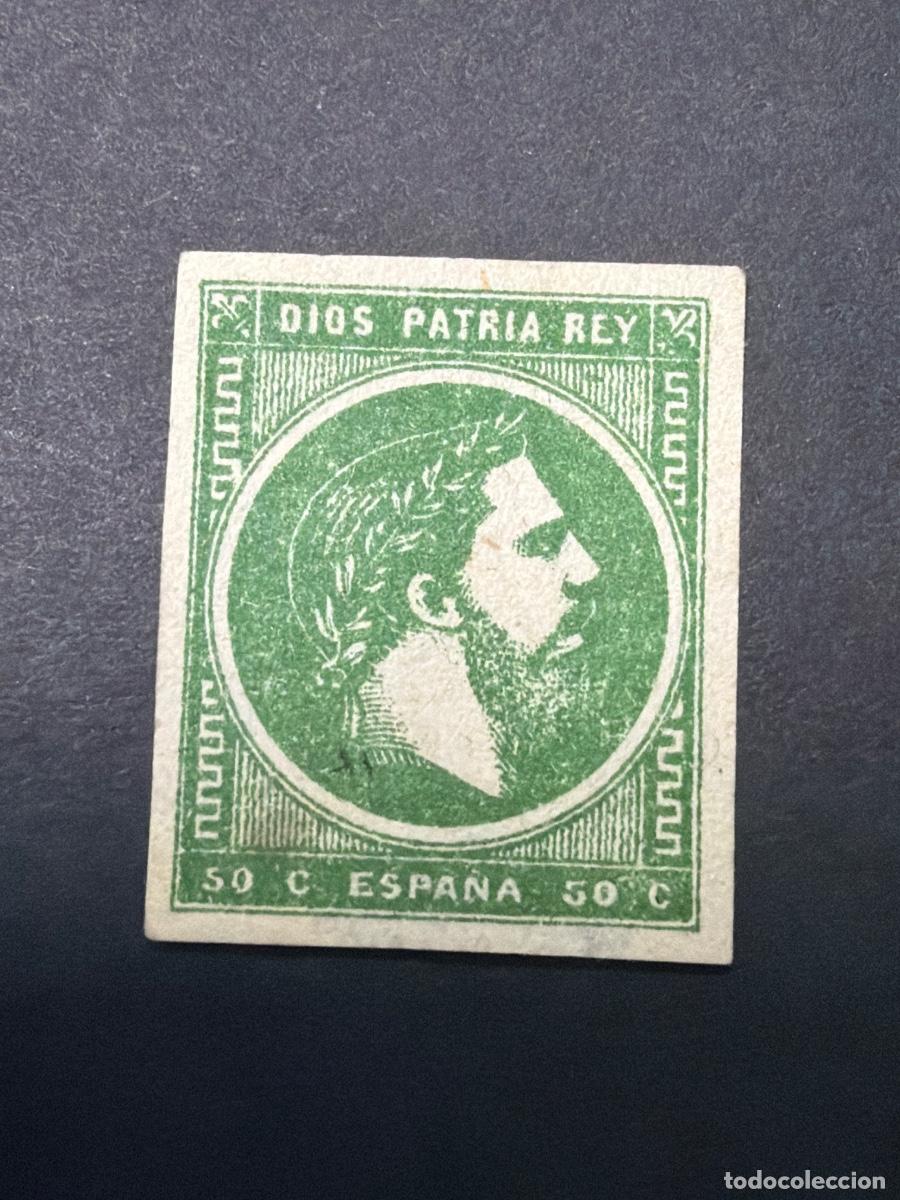 DIOS PATRIA REY
50 C ESPAÑA 50 C
todocoleccion